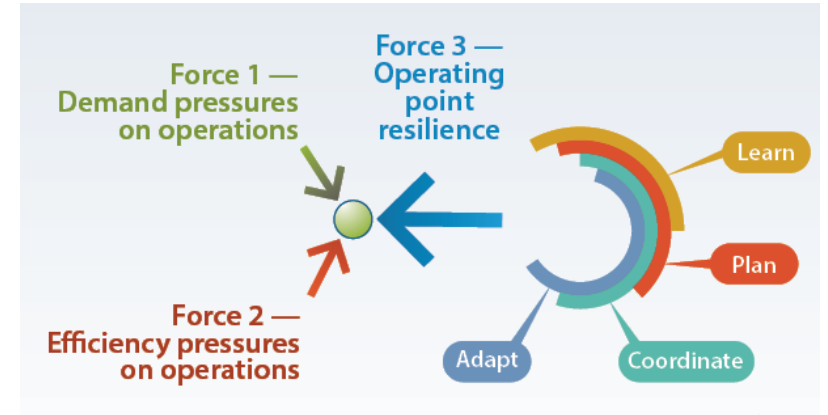 Force 1 —
Demand pressures
on operations
Force 3 —
Operating
point
resilience
Learn
Plan
Force 2 —
Efficiency pressures
on operations
Adapt
Coordinate